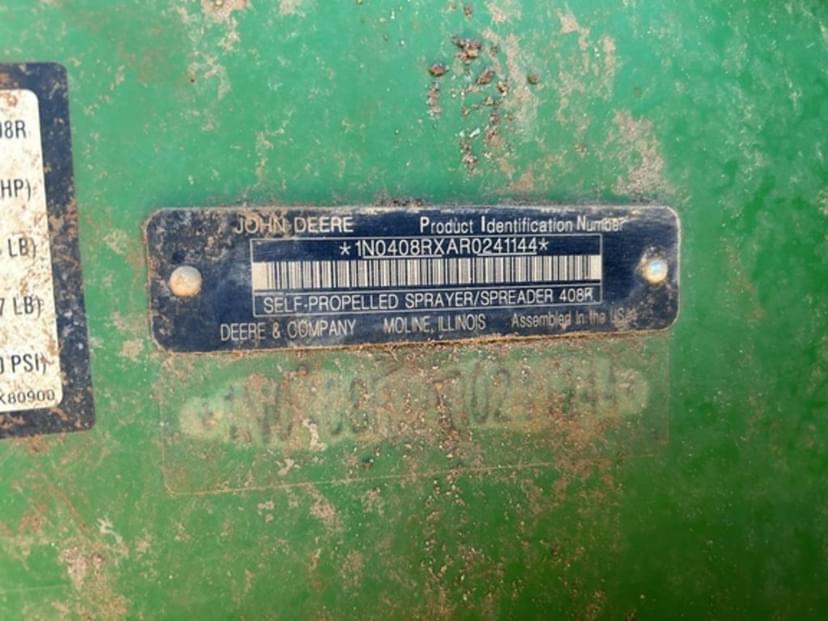 08R
HP)
LB)
7 LB)
PSI)
X80900
JOHN DEERE Product Identification Number
*1N0408RXAR0241144*
SELF-PROPELLED SPRAYER/SPREADER 408R
DEERE & COMPANY MOLINE, ILLINOIS Assembled in the USA